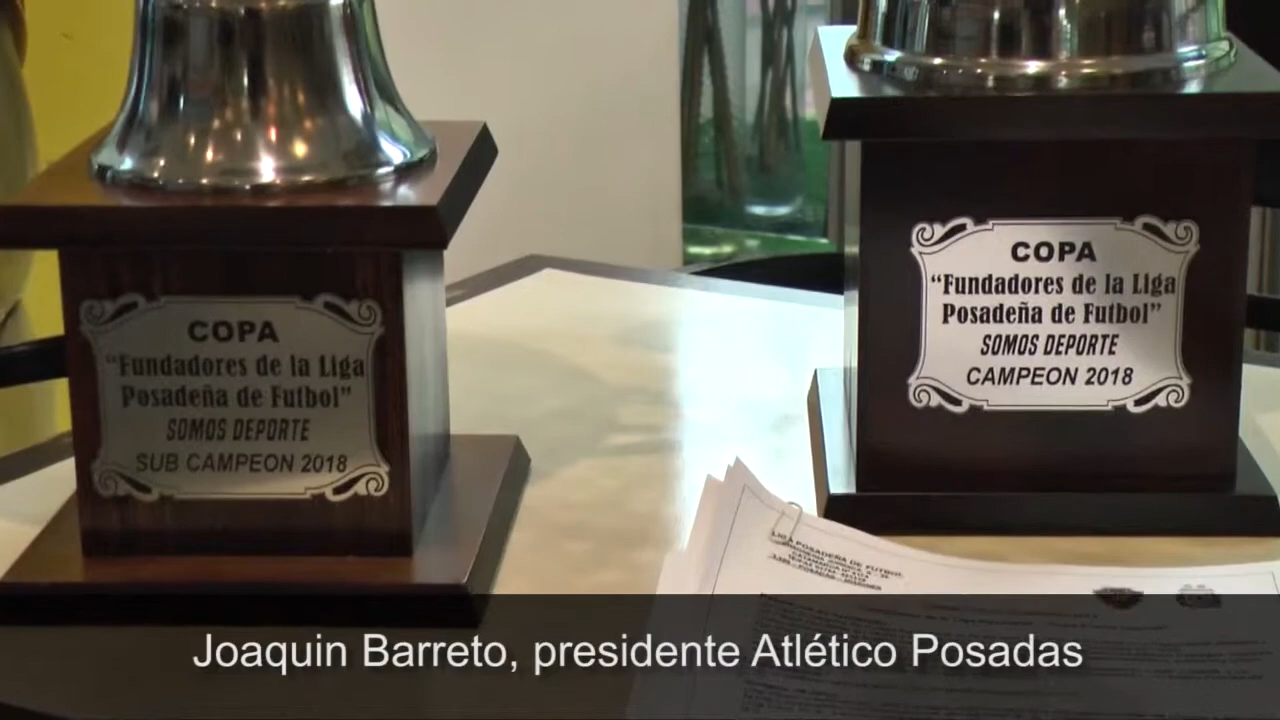 COPA
“Fundadores de la Liga
Posadeña de Futbol”
SOMOS DEPORTE
SUB CAMPEON 2018
COPA
“Fundadores de la Liga
Posadeña de Futbol”
SOMOS DEPORTE
CAMPEON 2018
LIGA POSADEÑA DE FUTBOL
Joaquin Barreto, presidente Atlético Posadas